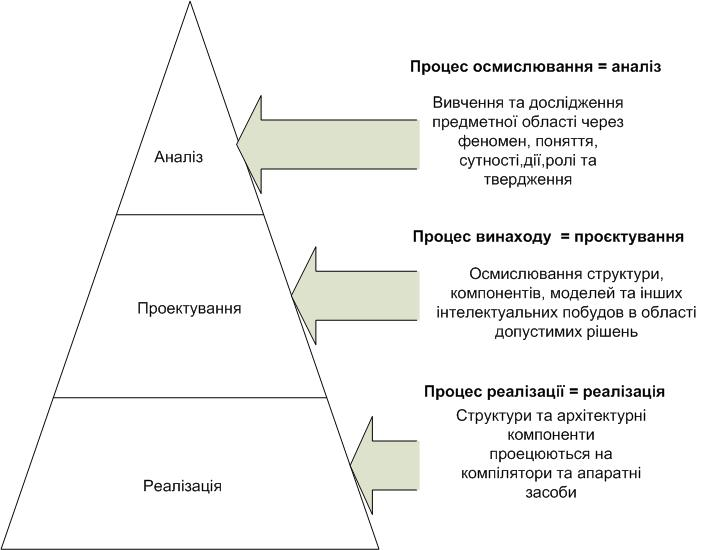 Процес осмислювання = аналіз
Вивчення та дослідження
предметної області через
феномен, поняття,
сутності,дії,ролі та
твердження
Аналіз
Процес винаходу  = проєктування
Осмислювання структури,
компонентів, моделей та інших
інтелектуальних побудов в області
допустимих рішень
Проектування
Процес реалізації = реалізація
Структури та архітектурні
компоненти
проецюються на
компілятори та апаратні
засоби
Реалізація